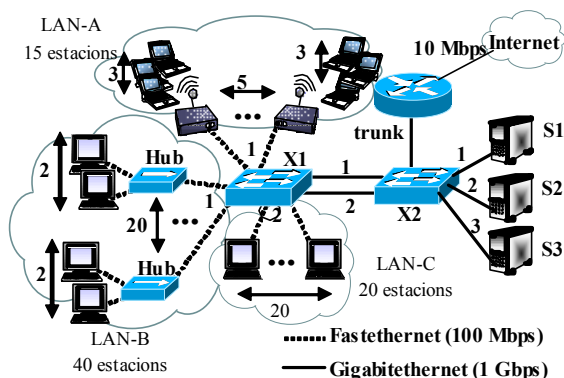 LAN-A
15 estacions
3
5
3
10 Mbps
Internet
trunk
S1
1
X1
1
1
2
S2
2
Hub
2
X2
3
S3
1
20
2
Hub
2
LAN-C
20 estacions
20
LAN-B
40 estacions
Fastethernet (100 Mbps)
Gigabitethernet (1 Gbps)